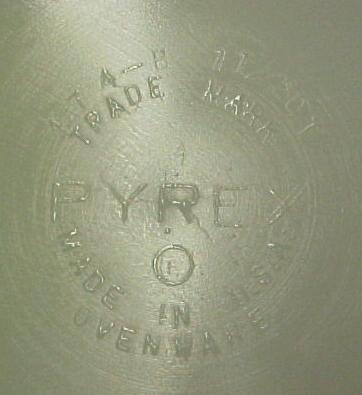 TRADE MARK
PYREX
MADE IN U.S.A.
OVENWARE